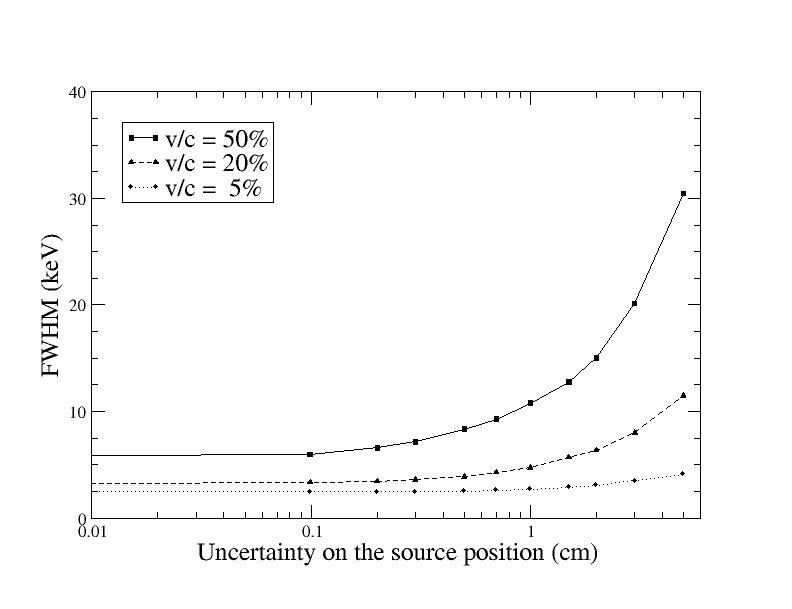 40
v/c = 50%
v/c = 20%
v/c =  5%
30
20
10
0
FWHM (keV)
0.01
0.1
1
Uncertainty on the source position (cm)